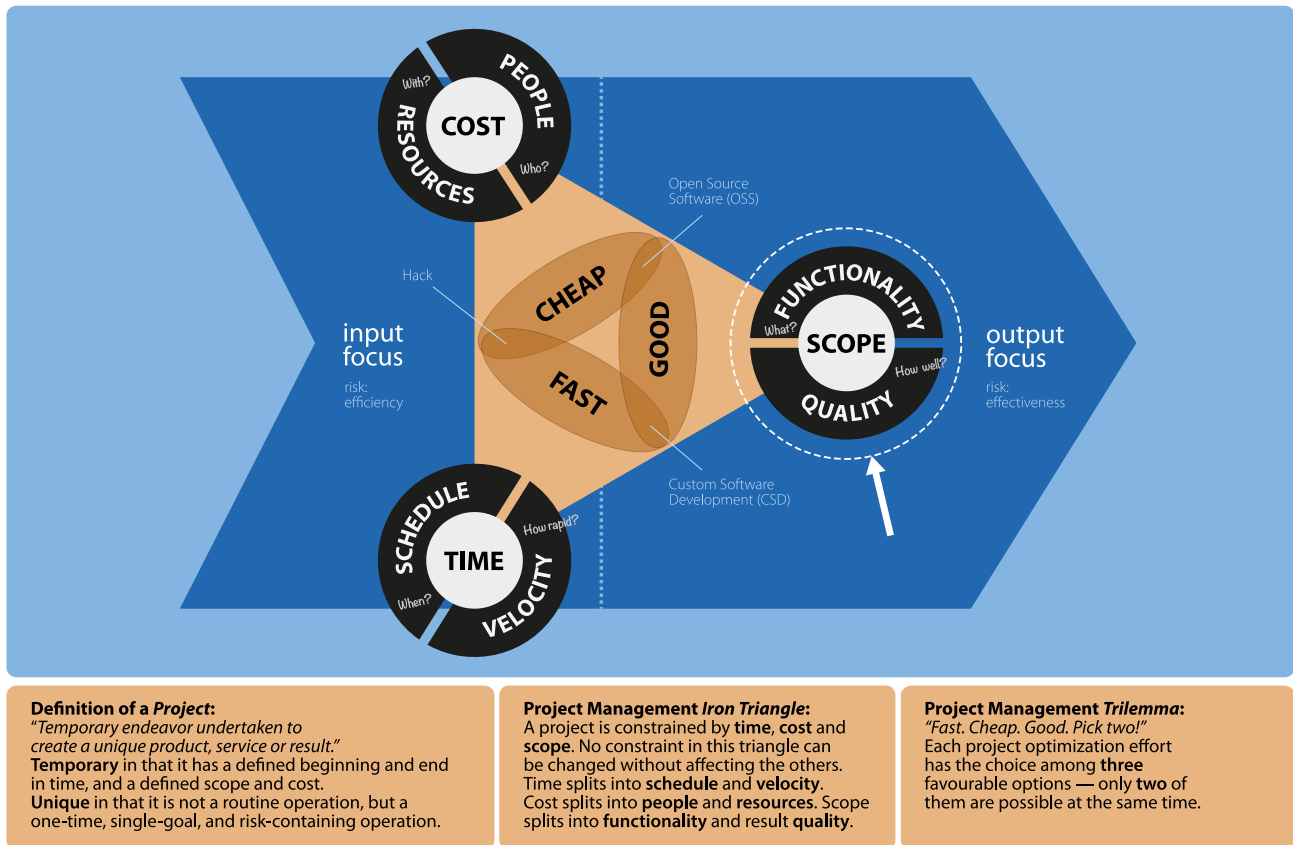 PEOPLE
With?
COST
RESOURCES
Who?
Open Source
Software (OSS)
Hack
CHEAP
GOOD
FAST
FUNCTIONALITY
What?
SCOPE
How well?
QUALITY
input
focus
risk:
efficiency
output
focus
risk:
effectiveness
Custom Software
Development (CSD)
SCHEDULE
How rapid?
TIME
When?
VELOCITY
Definition of a Project:
“Temporary endeavor undertaken to
create a unique product, service or result.”
Temporary in that it has a defined beginning and end
in time, and a defined scope and cost.
Unique in that it is not a routine operation, but a
one-time, single-goal, and risk-containing operation.
Project Management Iron Triangle:
A project is constrained by time, cost and
scope. No constraint in this triangle can
be changed without affecting the others.
Time splits into schedule and velocity.
Cost splits into people and resources. Scope
splits into functionality and result quality.
Project Management Trilemma:
“Fast. Cheap. Good. Pick two!”
Each project optimization effort
has the choice among three
favourable options — only two of
them are possible at the same time.